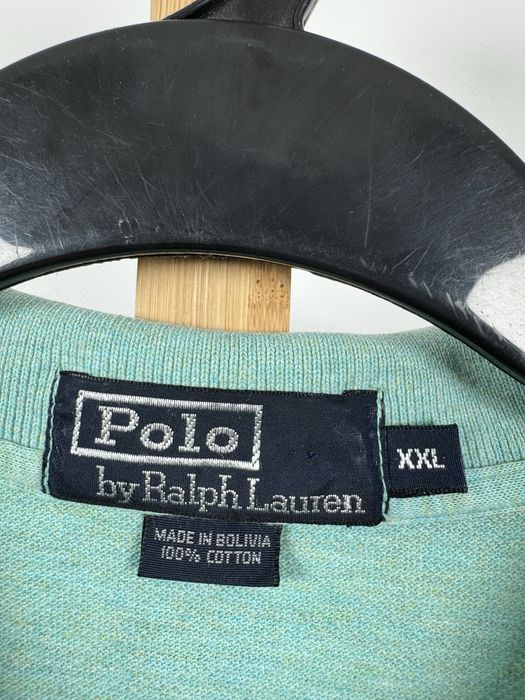 Polo
by Ralph Lauren
XXL
MADE IN BOLIVIA
100% COTTON